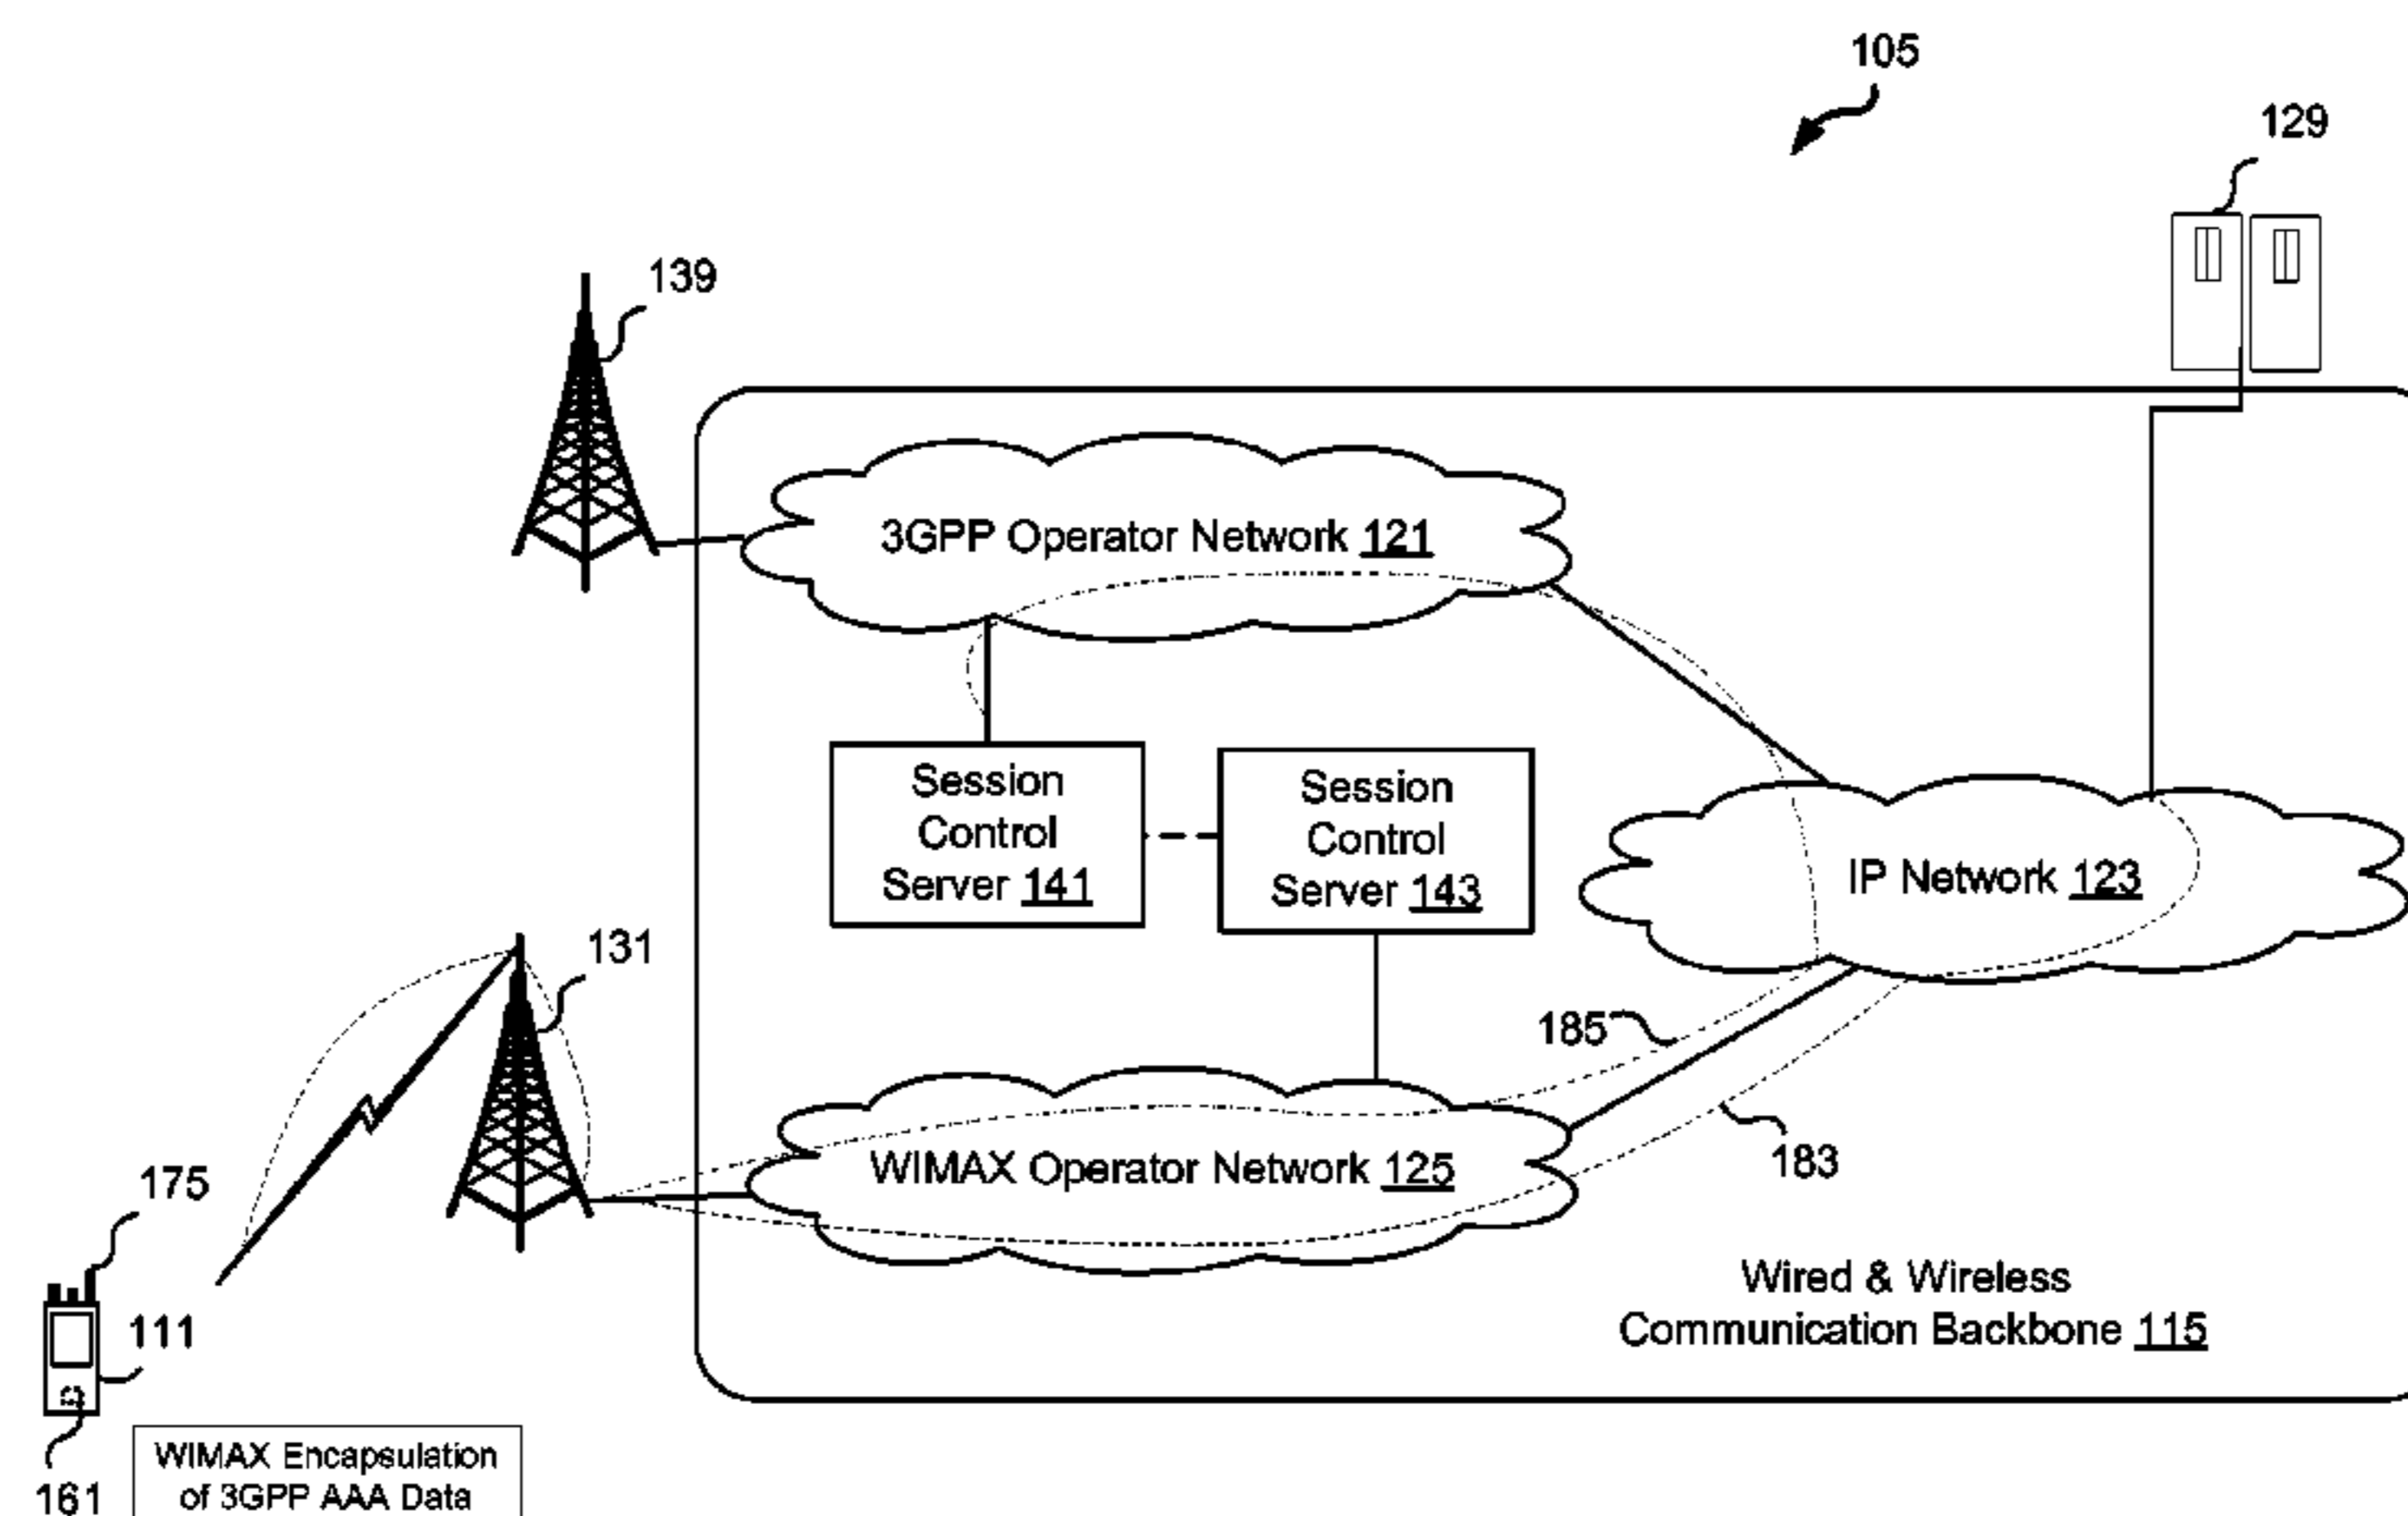 105
129
139
3GPP Operator Network 121
Session
Control
Server 141
Session
Control
Server 143
IP Network 123
131
185
183
WIMAX Operator Network 125
175
111
161
Wired & Wireless
Communication Backbone 115
WIMAX Encapsulation
of 3GPP AAA Data